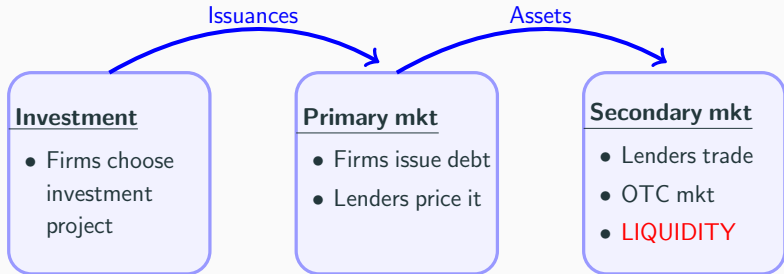 Issuances
Assets
Investment
• Firms choose
investment
project
Primary mkt
• Firms issue debt
• Lenders price it
Secondary mkt
• Lenders trade
• OTC mkt
• LIQUIDITY